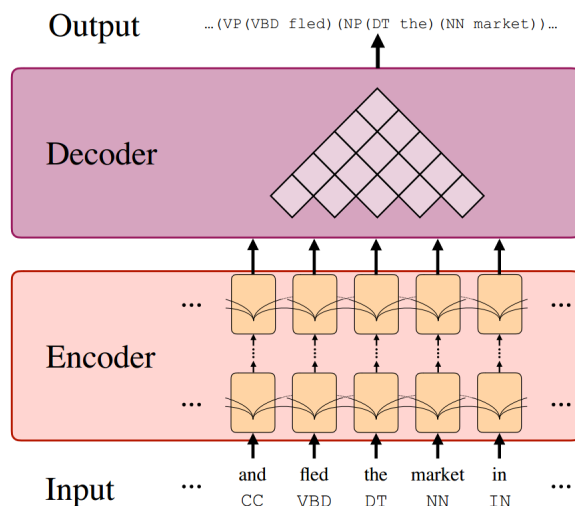 Output …(VP(VBD fled)(NP(DT the)(NN market))…
Decoder
… …
Encoder
… …
and fled the market in
Input … CC VBD DT NN IN …